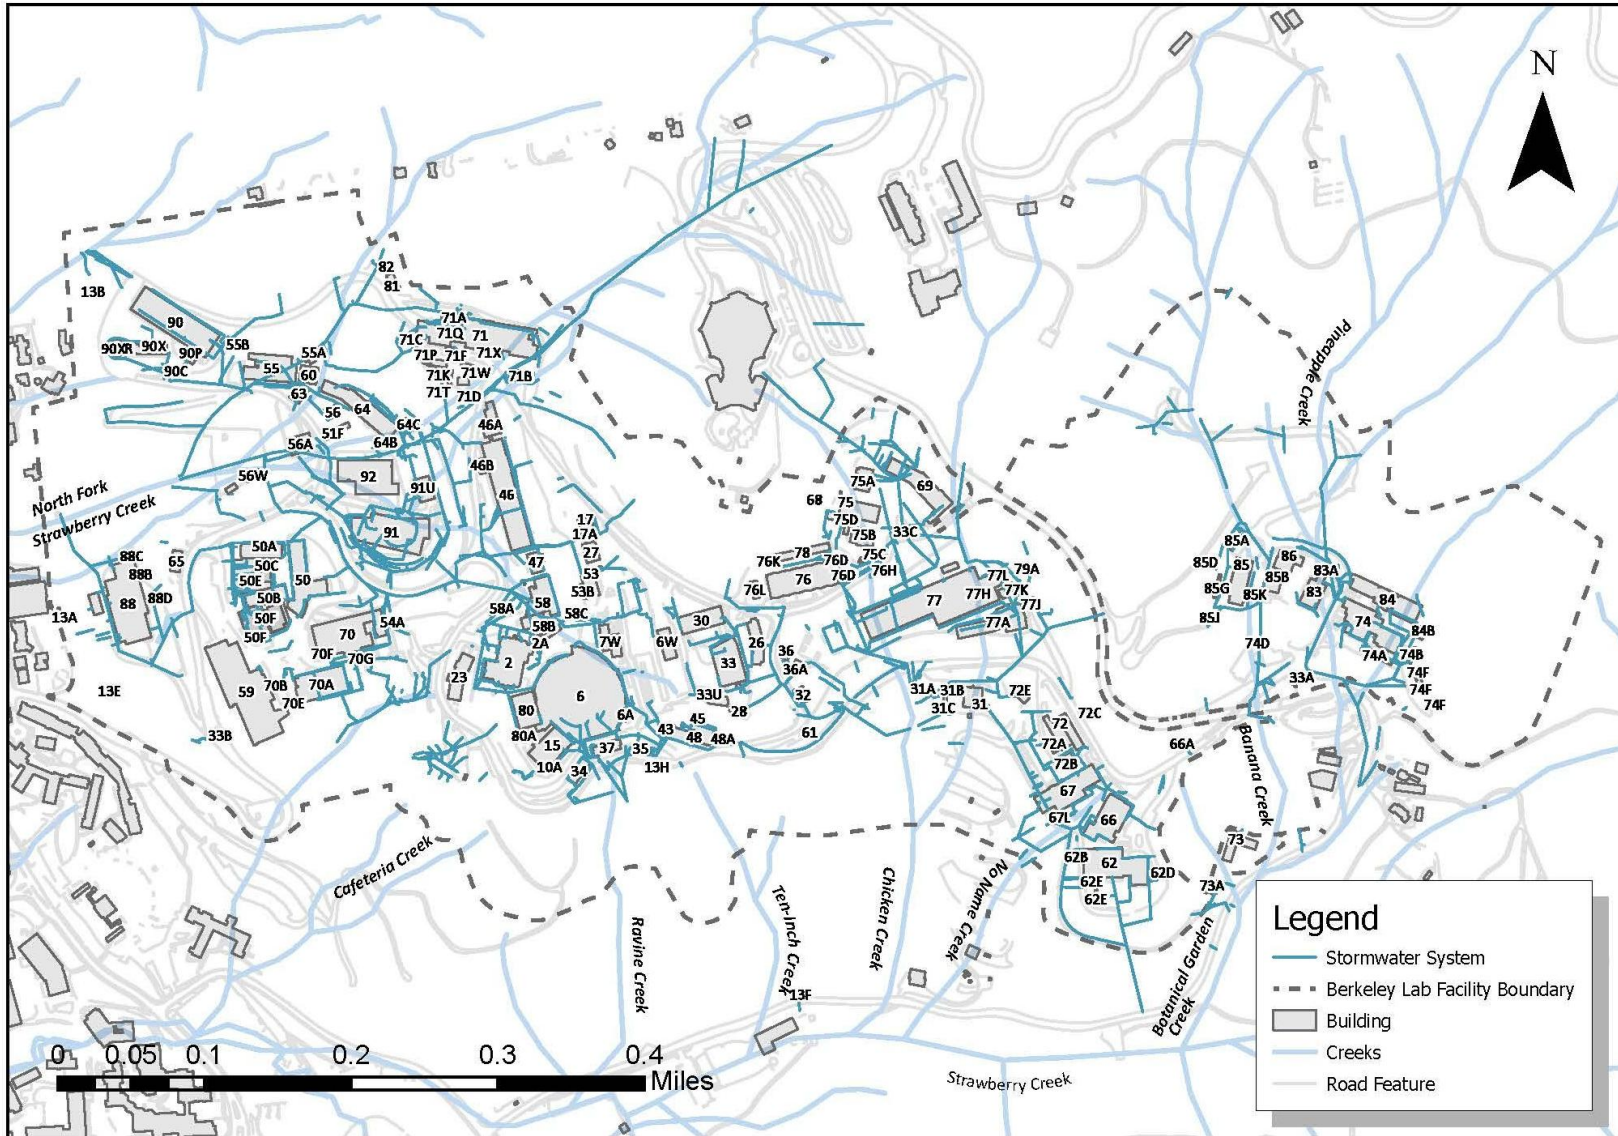 N
82
81
13B
90
71A
71Q
71
71C
90XR
90X
90P
55B
55A
71P
71F
71X
90C
55
60
71K
71W
71B
63
71T
71D
56
64
51F
64C
46A
56A
64B
Pineapple Creek
46B
56W
92
91U
46
75A
69
68
75
North Fork
Strawberry Creek
17
75D
17A
75B
33C
91
85A
50A
27
78
75C
88C
65
50C
47
76K
76D
76H
86
88B
50E
50
53
76
76D
77L
79A
85D
85
83A
88
88D
50B
53B
76L
77
77H
77K
85G
85K
85B
83
84
58
58A
58C
77J
13A
50F
54A
58B
30
77A
85J
74
84B
50F
70
2A
7W
6W
26
74D
74A
74B
70F
70G
2
33
36
36A
33A
74F
13E
59
70B
70A
23
6
33U
32
31A
31B
31
72E
74F
70E
80
6A
28
31C
72C
74F
33B
80A
43
45
61
72
15
37
35
48
48A
72A
66A
10A
34
13H
72B
Banana Creek
67
67L
66
73
Cafeteria Creek
62B
62
62E
62D
73A
62E
Ravine Creek
Ten-Inch Creek
Chicken Creek
No Name Creek
Botanical Garden
Creek
13F
Strawberry Creek
0
0.05
0.1
0.2
0.3
0.4
Miles
Legend
Stormwater System
Berkeley Lab Facility Boundary
Building
Creeks
Road Feature